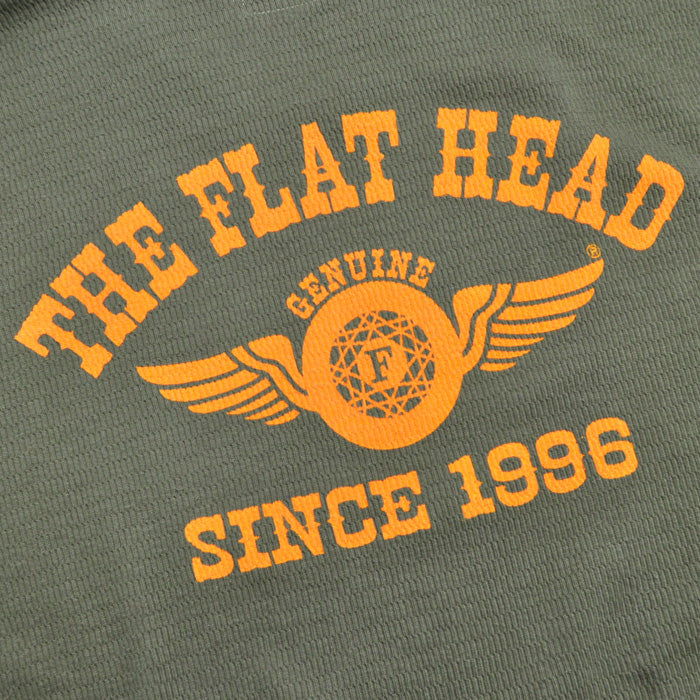 THE FLAT HEAD
GENUINE
®
F
SINCE 1996